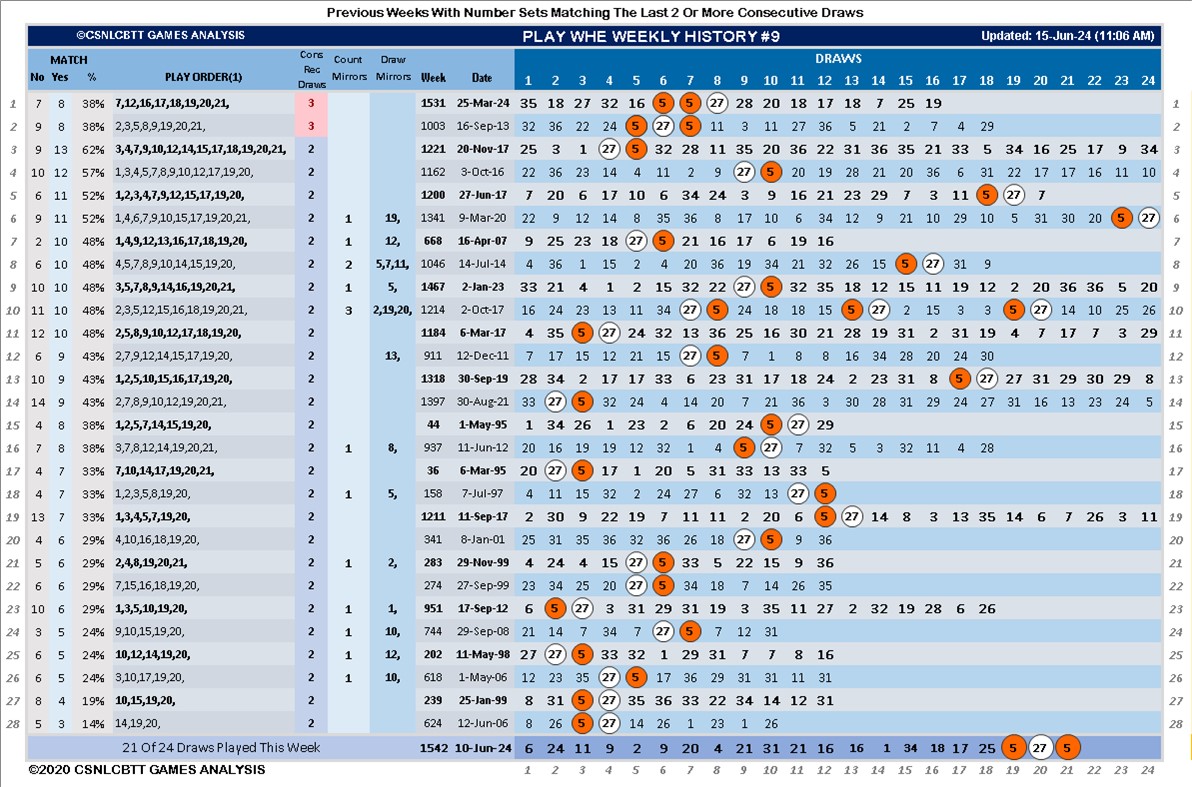 Previous Weeks With Number Sets Matching The Last 2 Or More Consecutive Draws
©CSNLCBTT GAMES ANALYSIS PLAY WHE WEEKLY HISTORY #9 Updated: 15-Jun-24 (11:06 AM)
MATCH Cons Rec Draws Count Mirrors Draw Mirrors DRAWS
No Yes % PLAY ORDER(1) Week Date 1 2 3 4 5 6 7 8 9 10 11 12 13 14 15 16 17 18 19 20 21 22 23 24
1 7 8 38% 7,12,16,17,18,19,20,21, 3 1531 25-Mar-24 35 18 27 32 16 5 5 27 28 20 18 17 18 7 25 19 1
2 9 8 38% 2,3,5,8,9,19,20,21, 3 1003 16-Sep-13 32 36 22 24 5 27 5 11 3 11 27 36 5 21 2 7 4 29 2
3 9 13 62% 3,4,7,9,10,12,14,15,17,18,19,20,21, 2 1221 20-Nov-17 25 3 1 27 5 32 28 11 35 20 36 22 31 36 35 21 33 5 34 16 25 17 9 34 3
4 10 12 57% 1,3,4,5,7,8,9,10,12,17,19,20, 2 1162 3-Oct-16 22 36 23 14 4 11 2 9 27 5 20 19 28 21 20 36 6 31 22 17 17 16 11 10 4
5 6 11 52% 1,2,3,4,7,9,12,15,17,19,20, 2 1200 27-Jun-17 7 20 6 17 10 6 34 24 3 9 16 21 23 29 7 3 11 5 27 7 5
6 9 11 52% 1,4,6,7,9,10,15,17,19,20,21, 2 1 19, 1341 9-Mar-20 22 9 12 14 8 35 36 8 17 10 6 34 12 9 21 10 29 10 5 31 30 20 5 27 6
7 2 10 48% 1,4,9,12,13,16,17,18,19,20, 2 1 12, 668 16-Apr-07 9 25 23 18 27 5 21 16 17 6 19 16 7
8 6 10 48% 4,5,7,8,9,10,14,15,19,20, 2 2 5,7,11, 1046 14-Jul-14 4 36 1 15 2 4 20 36 19 34 21 32 26 15 5 27 31 9 8
9 10 10 48% 3,5,7,8,9,14,16,19,20,21, 2 1 5, 1467 2-Jan-23 33 21 4 1 2 15 32 22 27 5 32 35 18 12 15 11 19 12 2 20 36 36 5 20 9
10 11 10 48% 2,3,5,12,15,16,18,19,20,21, 2 3 2,19,20, 1214 2-Oct-17 16 24 23 13 11 34 27 5 24 18 18 15 5 27 2 15 3 3 5 27 14 10 25 26 10
11 12 10 48% 2,5,8,9,10,12,17,18,19,20, 2 1184 6-Mar-17 4 35 5 27 24 32 13 36 25 16 30 21 28 19 31 2 31 19 4 7 17 7 3 29 11
12 6 9 43% 2,7,9,12,14,15,17,19,20, 2 13, 911 12-Dec-11 7 17 15 12 21 15 27 5 7 1 8 8 16 34 28 20 24 30 12
13 10 9 43% 1,2,5,10,15,16,17,19,20, 2 1318 30-Sep-19 28 34 2 17 17 33 6 23 31 17 18 24 2 23 31 8 5 27 27 31 29 30 29 8 13
14 14 9 43% 2,7,8,9,10,12,19,20,21, 2 1397 30-Aug-21 33 27 5 32 24 4 14 20 7 21 36 3 30 28 31 29 24 27 31 16 13 23 24 5 14
15 4 8 38% 1,2,5,7,14,15,19,20, 2 44 1-May-95 1 34 26 1 23 2 6 20 24 5 27 29 15
16 7 8 38% 3,7,8,12,14,19,20,21, 2 1 8, 937 11-Jun-12 20 16 19 19 12 32 1 4 5 27 7 32 5 3 32 11 4 28 16
17 4 7 33% 7,10,14,17,19,20,21, 2 36 6-Mar-95 20 27 5 17 1 20 5 31 33 13 33 5 17
18 4 7 33% 1,2,3,5,8,19,20, 2 1 5, 158 7-Jul-97 4 11 15 32 2 24 27 6 32 13 27 5 18
19 13 7 33% 1,3,4,5,7,19,20, 2 1211 11-Sep-17 2 30 9 22 19 7 11 11 2 20 6 5 27 14 8 3 13 35 14 6 7 26 3 11 19
20 4 6 29% 4,10,16,18,19,20, 2 341 8-Jan-01 25 31 35 36 32 36 26 18 27 5 9 36 20
21 5 6 29% 2,4,8,19,20,21, 2 1 2, 283 29-Nov-99 4 24 4 15 27 5 33 5 22 15 9 36 21
22 5 6 29% 7,15,16,18,19,20, 2 274 27-Sep-99 23 34 25 20 27 5 34 18 7 14 26 35 22
23 10 6 29% 1,3,5,10,19,20, 2 1 1, 951 17-Sep-12 6 5 27 3 31 29 31 19 3 35 11 27 2 32 19 28 6 26 23
24 3 5 24% 9,10,15,19,20, 2 1 10, 744 29-Sep-08 21 14 7 34 7 27 5 7 12 31 24
25 6 5 24% 10,12,14,19,20, 2 1 12, 202 11-May-98 27 27 5 33 32 1 29 31 7 7 8 16 25
26 6 5 24% 3,10,17,19,20, 2 1 10, 618 1-May-06 12 23 35 27 5 17 36 29 31 31 11 31 26
27 8 4 19% 10,15,19,20, 2 239 25-Jan-99 8 31 5 27 35 36 33 22 34 14 12 31 27
28 5 3 14% 14,19,20, 2 624 12-Jun-06 8 26 5 27 14 26 1 23 1 26 28
21 Of 24 Draws Played This Week 1542 10-Jun-24 6 24 11 9 2 9 20 4 21 31 21 16 16 1 34 18 17 25 5 27 5
©2020 CSNLCBTT GAMES ANALYSIS 1 2 3 4 5 6 7 8 9 10 11 12 13 14 15 16 17 18 19 20 21 22 23 24